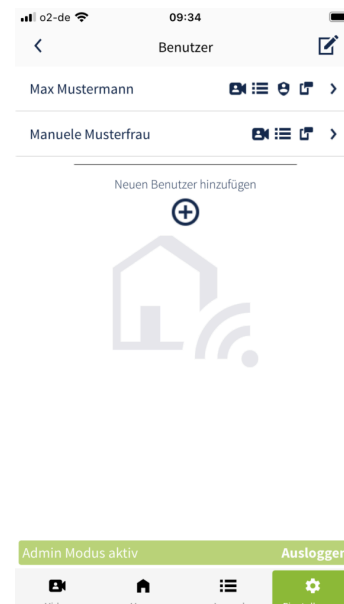 o2-de 09:34
Benutzer
Max Mustermann
Manuele Musterfrau
Neuen Benutzer hinzufügen
Admin Modus aktiv Ausloggen